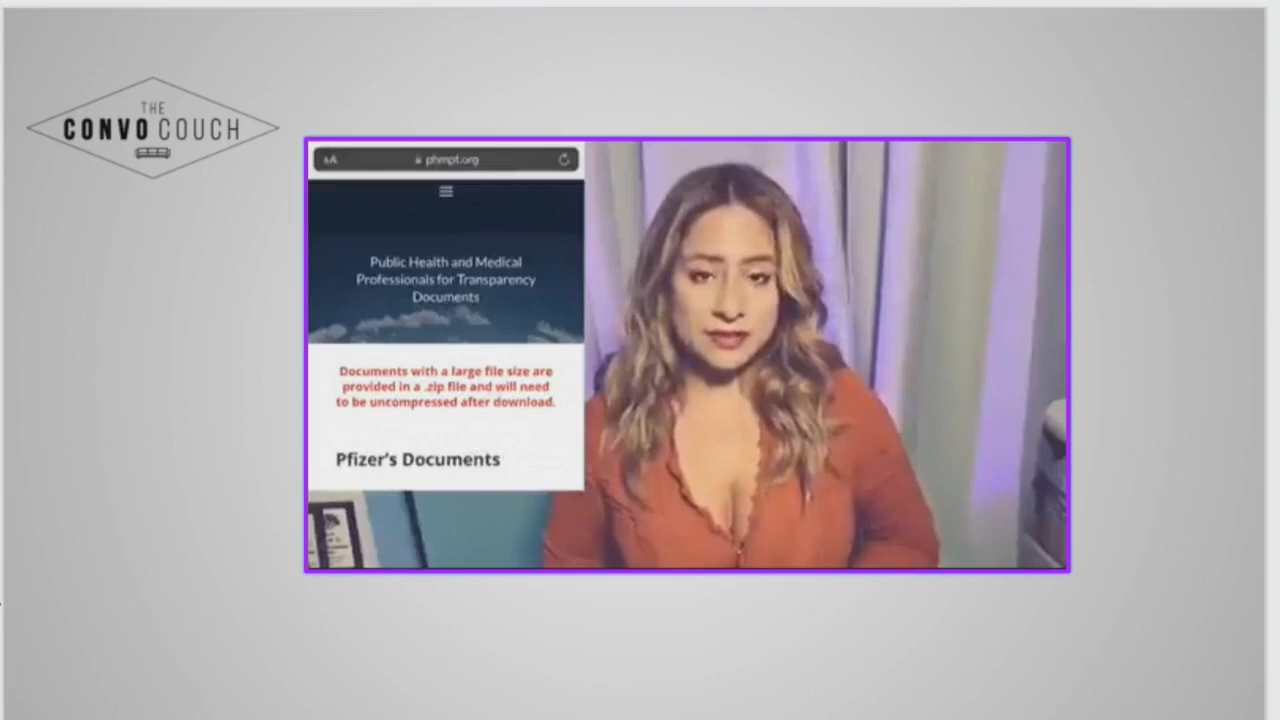 THE
CONVO COUCH
AA
phmpt.org
Public Health and Medical
Professionals for Transparency
Documents
Documents with a large file size are
provided in a .zip file and will need
to be uncompressed after download.
Pfizer's Documents